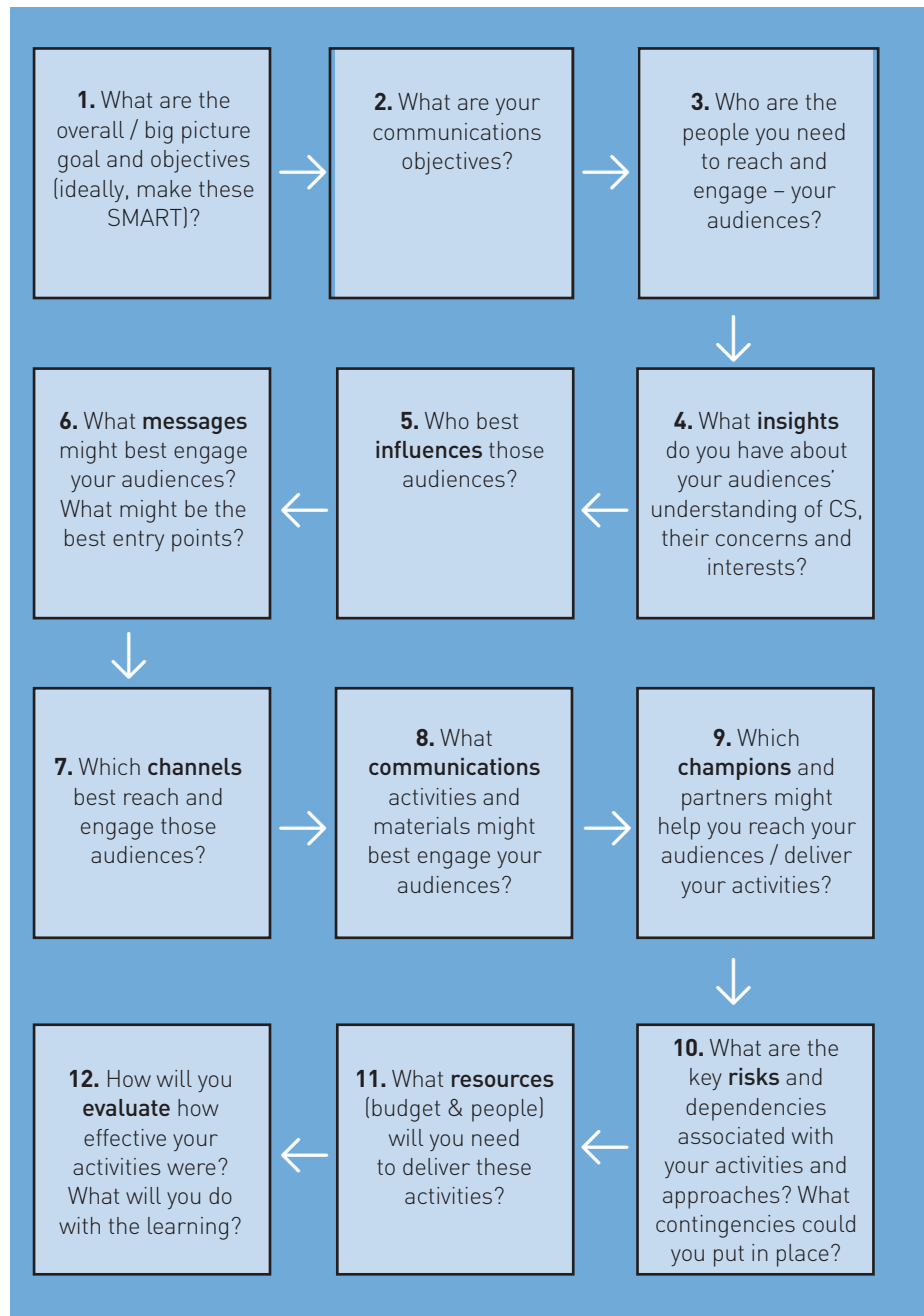 1. What are the
overall / big picture
goal and objectives
(ideally, make these
SMART)?
2. What are your
communications
objectives?
3. Who are the
people you need
to reach and
engage – your
audiences?
4. What insights
do you have about
your audiences’
understanding of CS,
their concerns and
interests?
5. Who best
influences those
audiences?
6. What messages
might best engage
your audiences?
What might be the
best entry points?
7. Which channels
best reach and
engage those
audiences?
8. What
communications
activities and
materials might
best engage your
audiences?
9. Which
champions and
partners might
help you reach your
audiences / deliver
your activities?
10. What are the
key risks and
dependencies
associated with
your activities and
approaches? What
contingencies could
you put in place?
11. What resources
(budget & people)
will you need
to deliver these
activities?
12. How will you
evaluate how
effective your
activities were?
What will you do
with the learning?